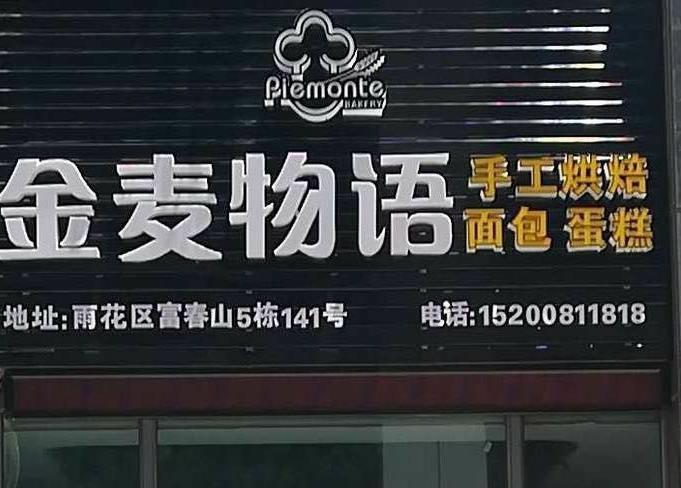 Piemonte
BAKERY
金麦物语
手工烘焙
面包 蛋糕
地址:雨花区富春山5栋141号
电话:15200811818